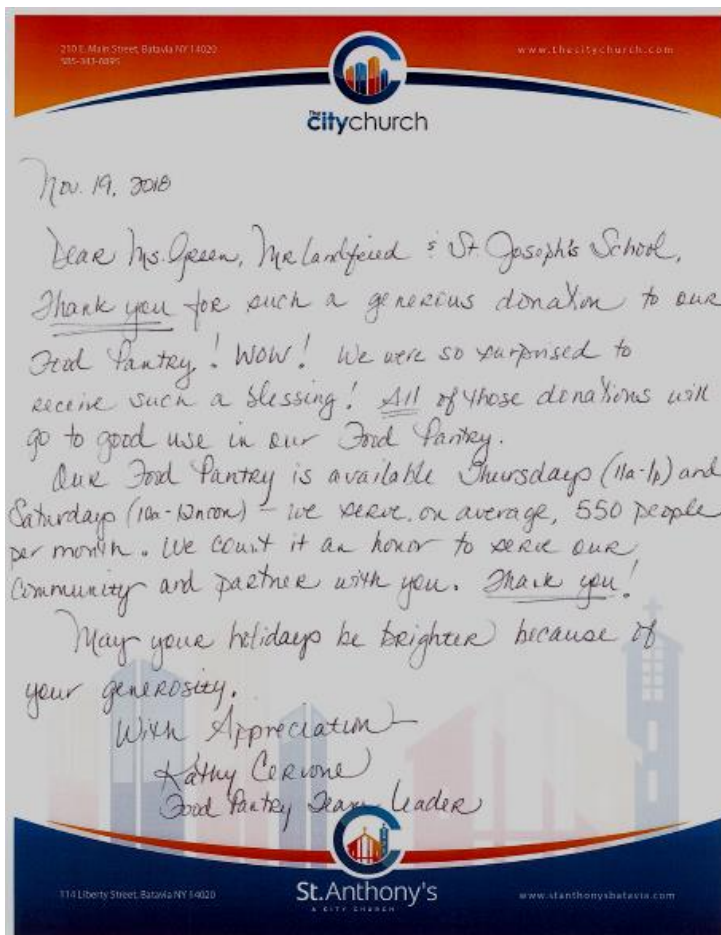 210 E. Main Street, Batavia NY 14020
585-343-6895
www.thecitychurch.com
The
citychurch
Nov. 19, 2018
Dear Ms. Green, Mr Landfried & St. Joseph's School,
Thank you for such a generous donation to our
Food Pantry! WOW! We were so surprised to
receive such a blessing! All of those donations will
go to good use in our Food Pantry.
Our Food Pantry is available Thursdays (11a-1p) and
Saturdays (10a-12noon) – we serve, on average, 550 people
per month. We count it an honor to serve our
Community and partner with you. Thank you!
May your holidays be brighter because of
your generosity.
With Appreciation –
Kathy Cervone
Food Pantry Team Leader
114 Liberty Street, Batavia NY 14020
St. Anthony's
A CITY CHURCH
www.stanthonysbatavia.com